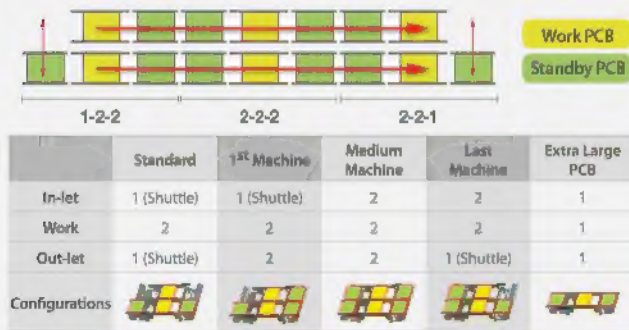 Work PCB
Standby PCB
1-2-2 2-2-2 2-2-1
Standard 1st Machine Medium Machine Last Machine Extra Large PCB
In-let 1 (Shuttle) 1 (Shuttle) 2 2 1
Work 2 2 2 2 1
Out-let 1 (Shuttle) 2 2 1 (Shuttle) 1
Configurations